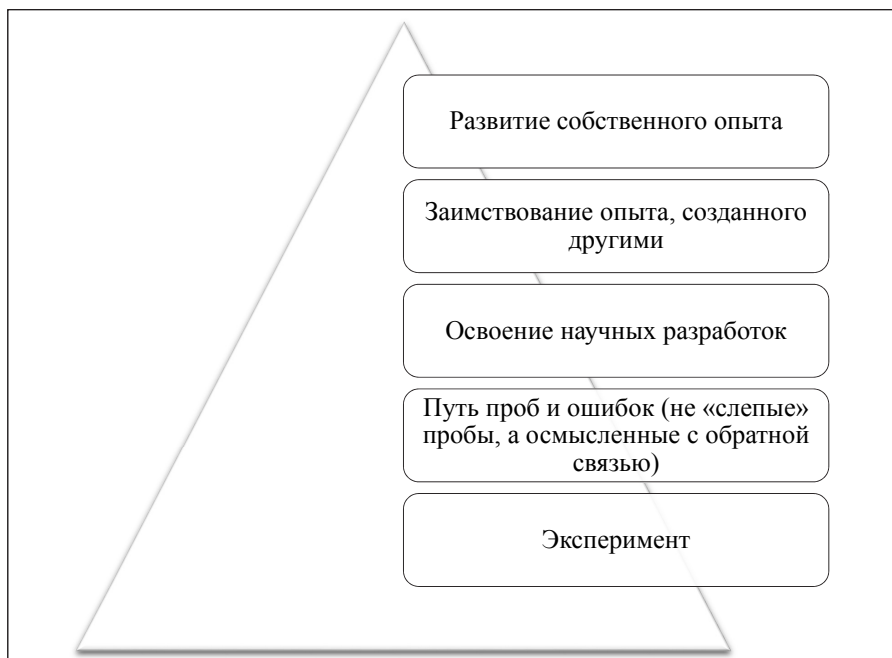 Развитие собственного опыта
Заимствование опыта, созданного
другими
Освоение научных разработок
Путь проб и ошибок (не «слепые»
пробы, а осмысленные с обратной
связью)
Эксперимент